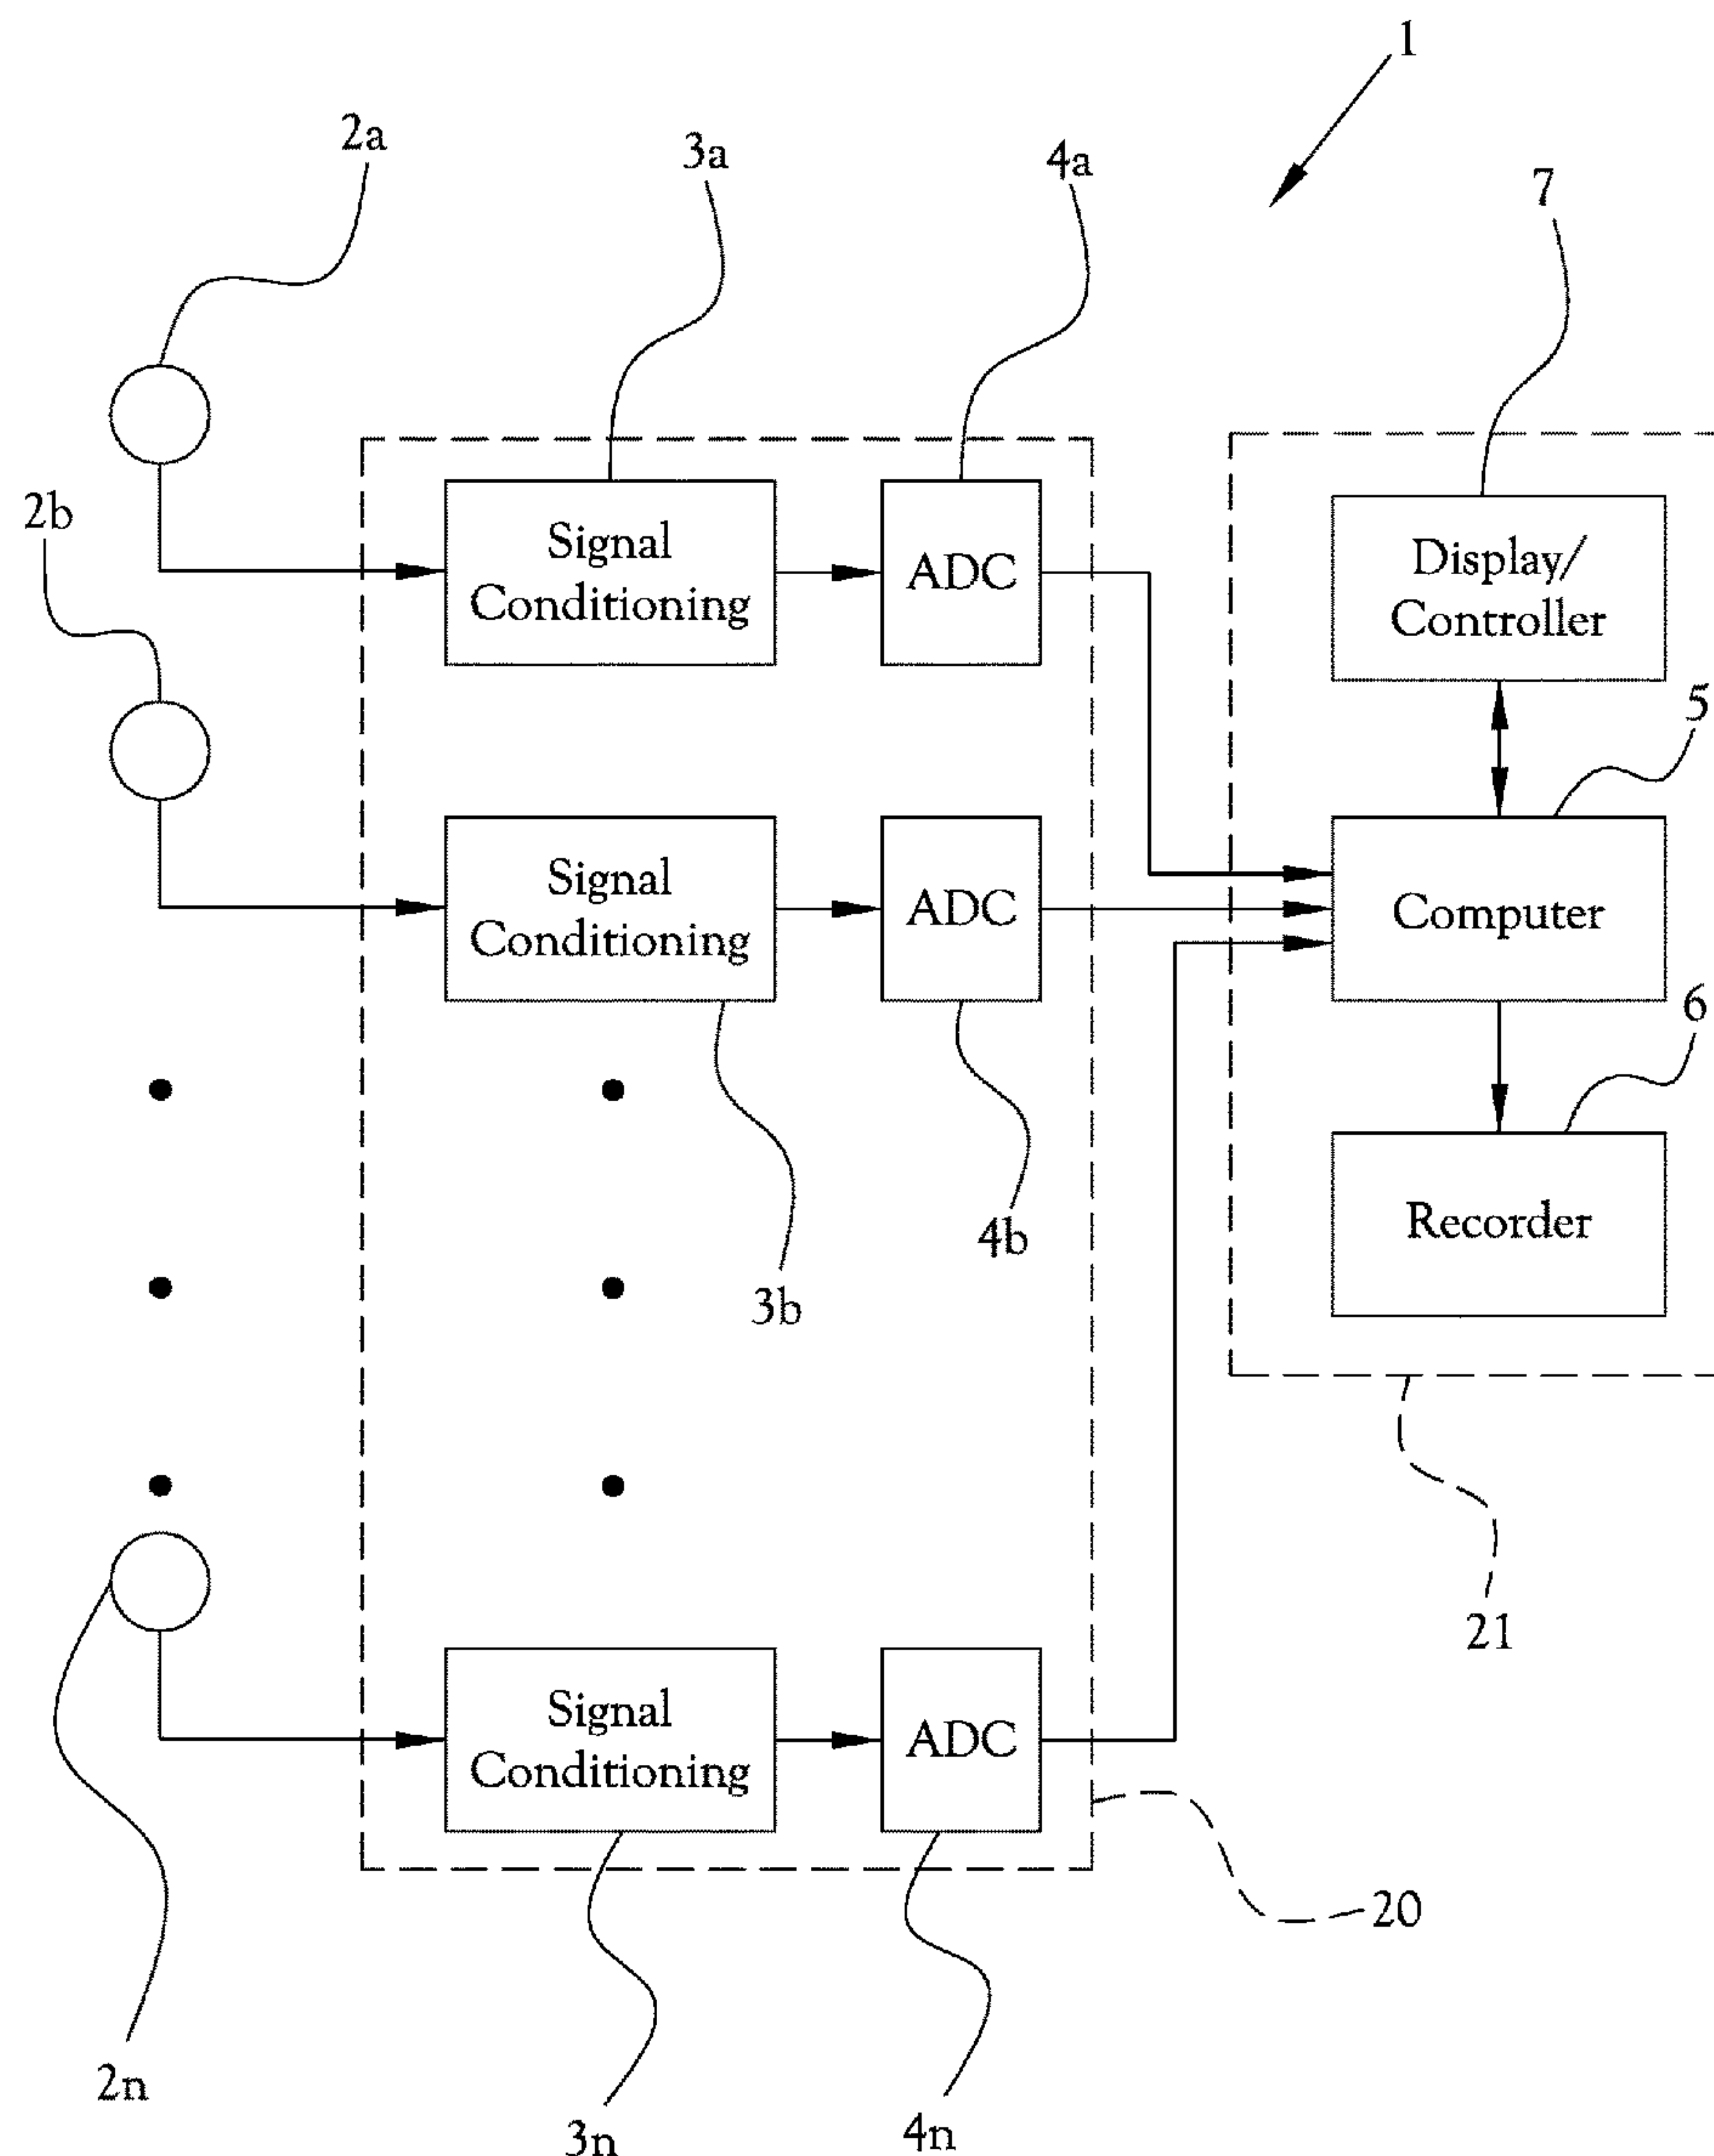 1
2a
3a
4a
7
2b
Signal
Conditioning
ADC
Display/
Controller
5
Signal
Conditioning
ADC
Computer
6
4b
Recorder
3b
21
Signal
Conditioning
ADC
20
2n
3n
4n